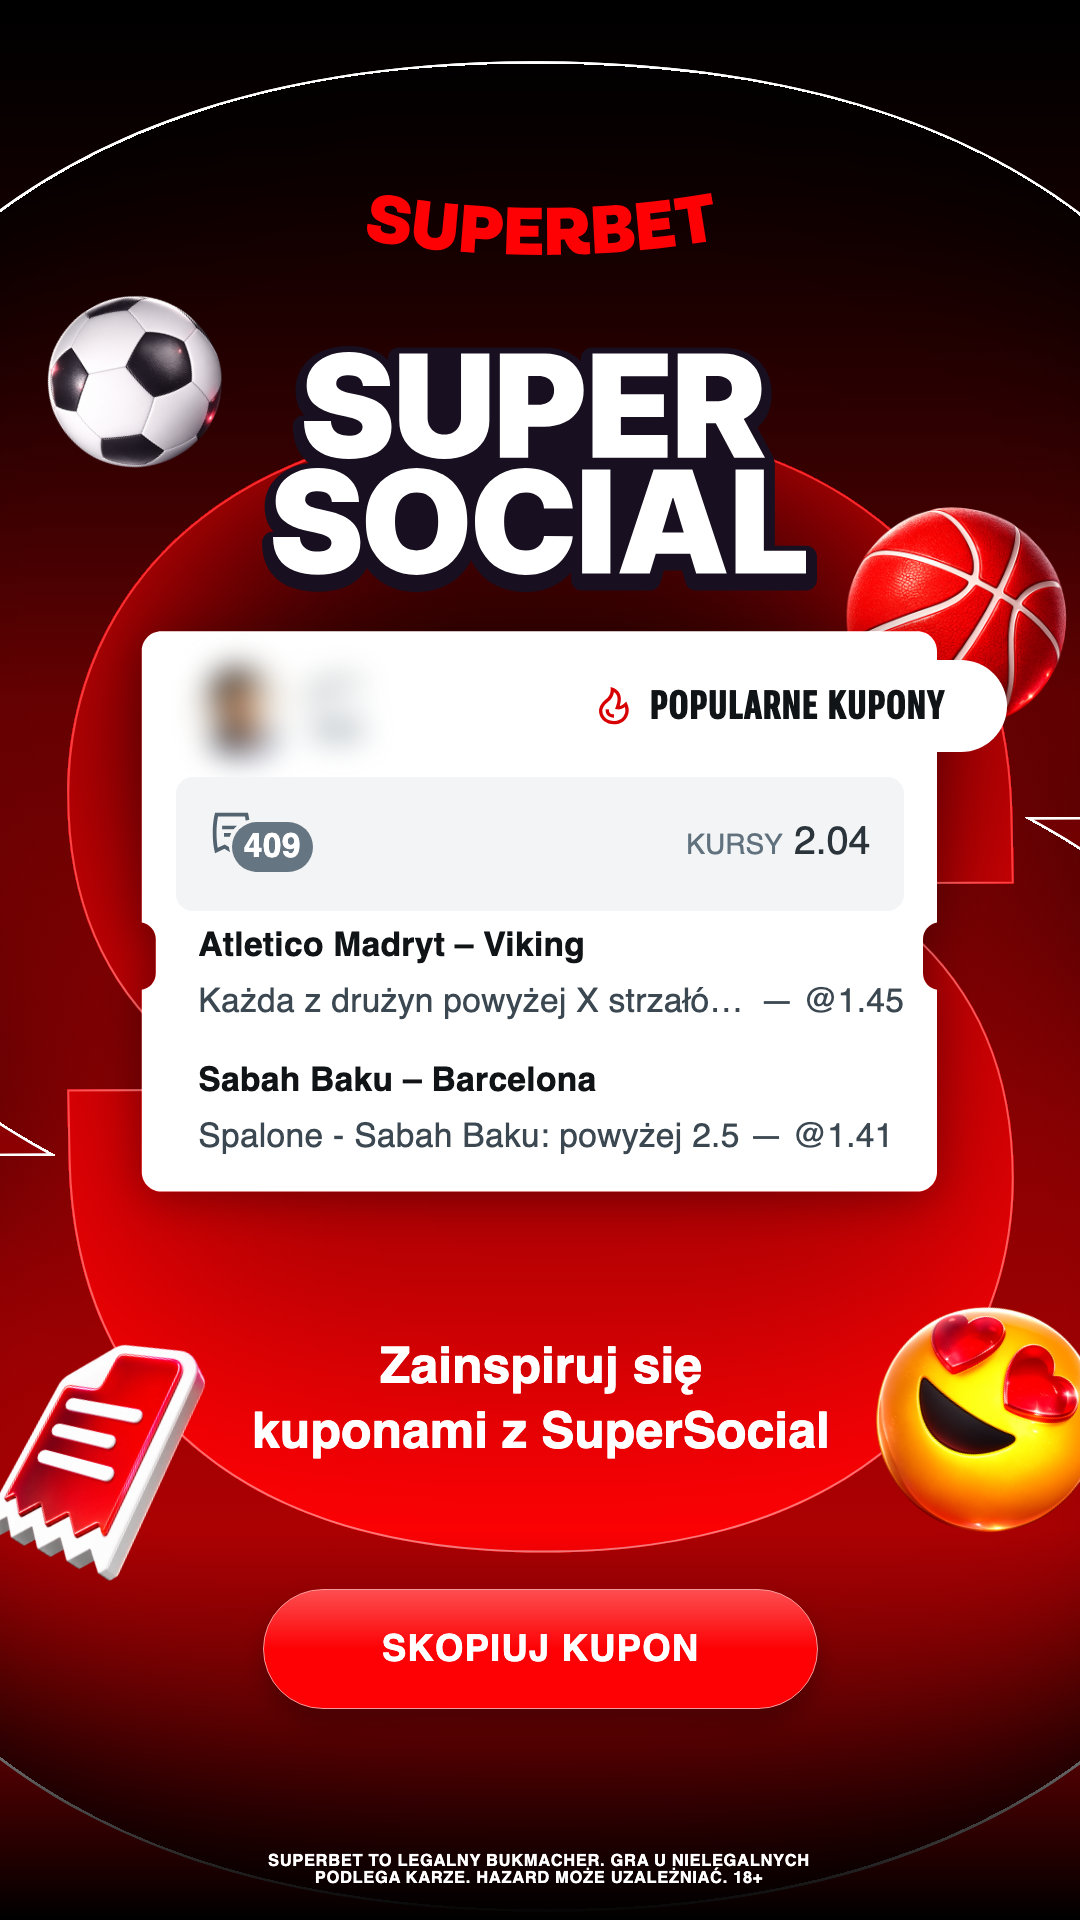 SUPERBET
SUPER
SOCIAL
POPULARNE KUPONY
409
KURSY 2.04
Atletico Madryt – Viking
Każda z drużyn powyżej X strzałó... — @1.45
Sabah Baku – Barcelona
Spalone - Sabah Baku: powyżej 2.5 — @1.41
Zainspiruj się
kuponami z SuperSocial
SKOPIUJ KUPON
SUPERBET TO LEGALNY BUKMACHER. GRA U NIELEGALNYCH
PODLEGA KARZE. HAZARD MOŻE UZALEŻNIAĆ. 18+